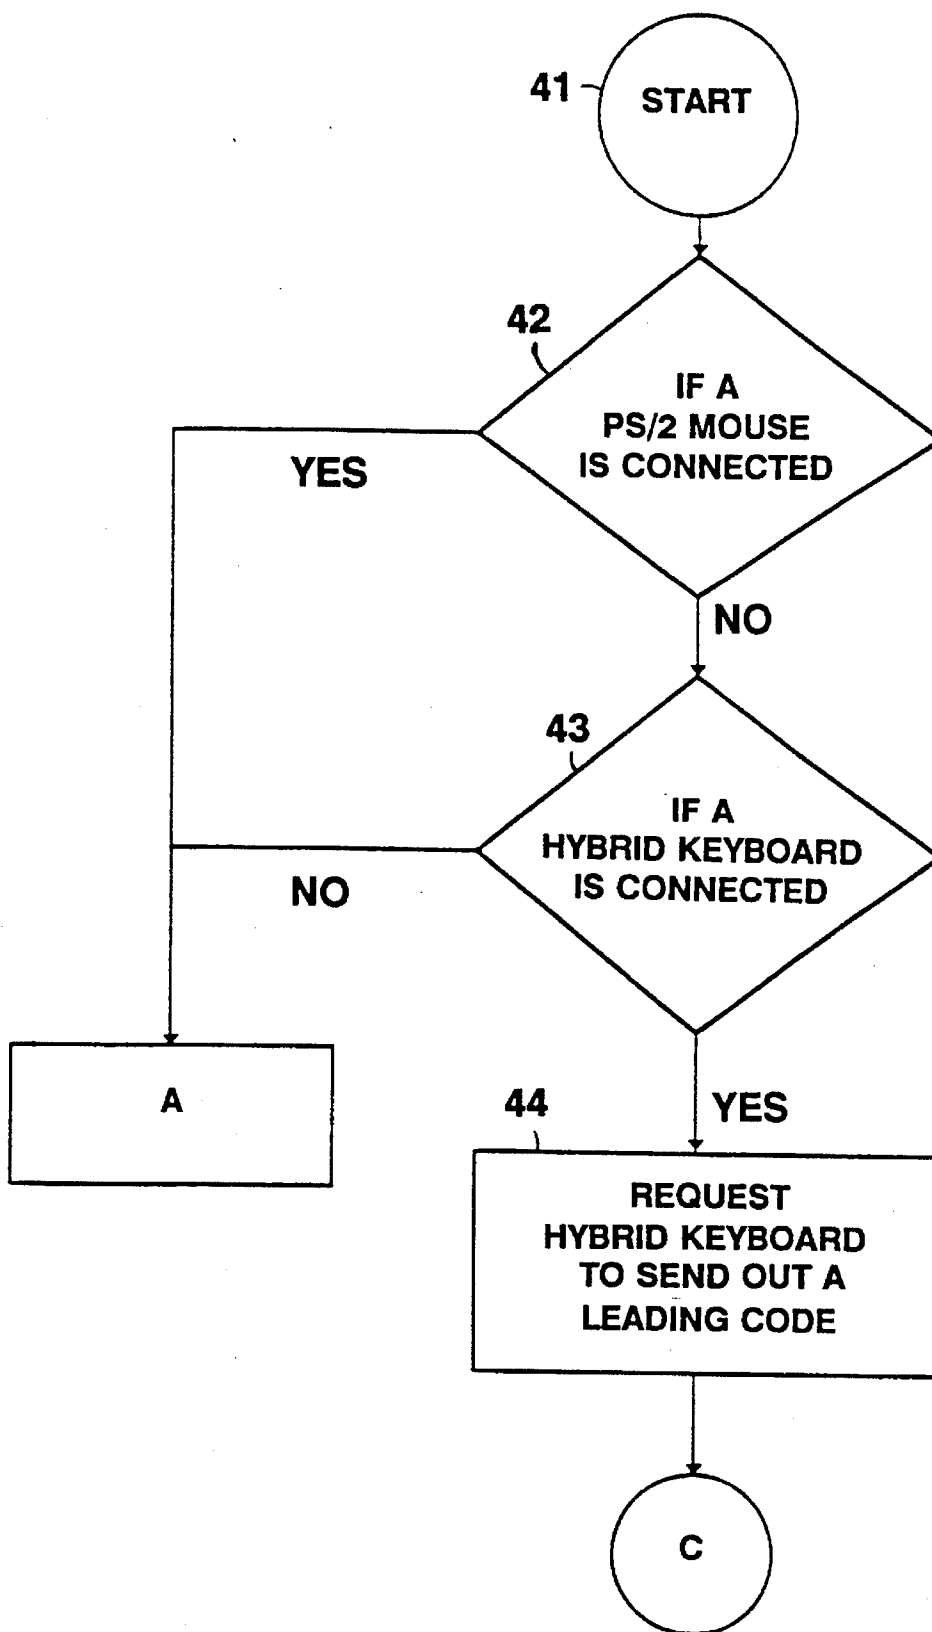 41
START
42
IF A
PS/2 MOUSE
IS CONNECTED
YES
NO
43
IF A
HYBRID KEYBOARD
IS CONNECTED
NO
A
YES
44
REQUEST
HYBRID KEYBOARD
TO SEND OUT A
LEADING CODE
C